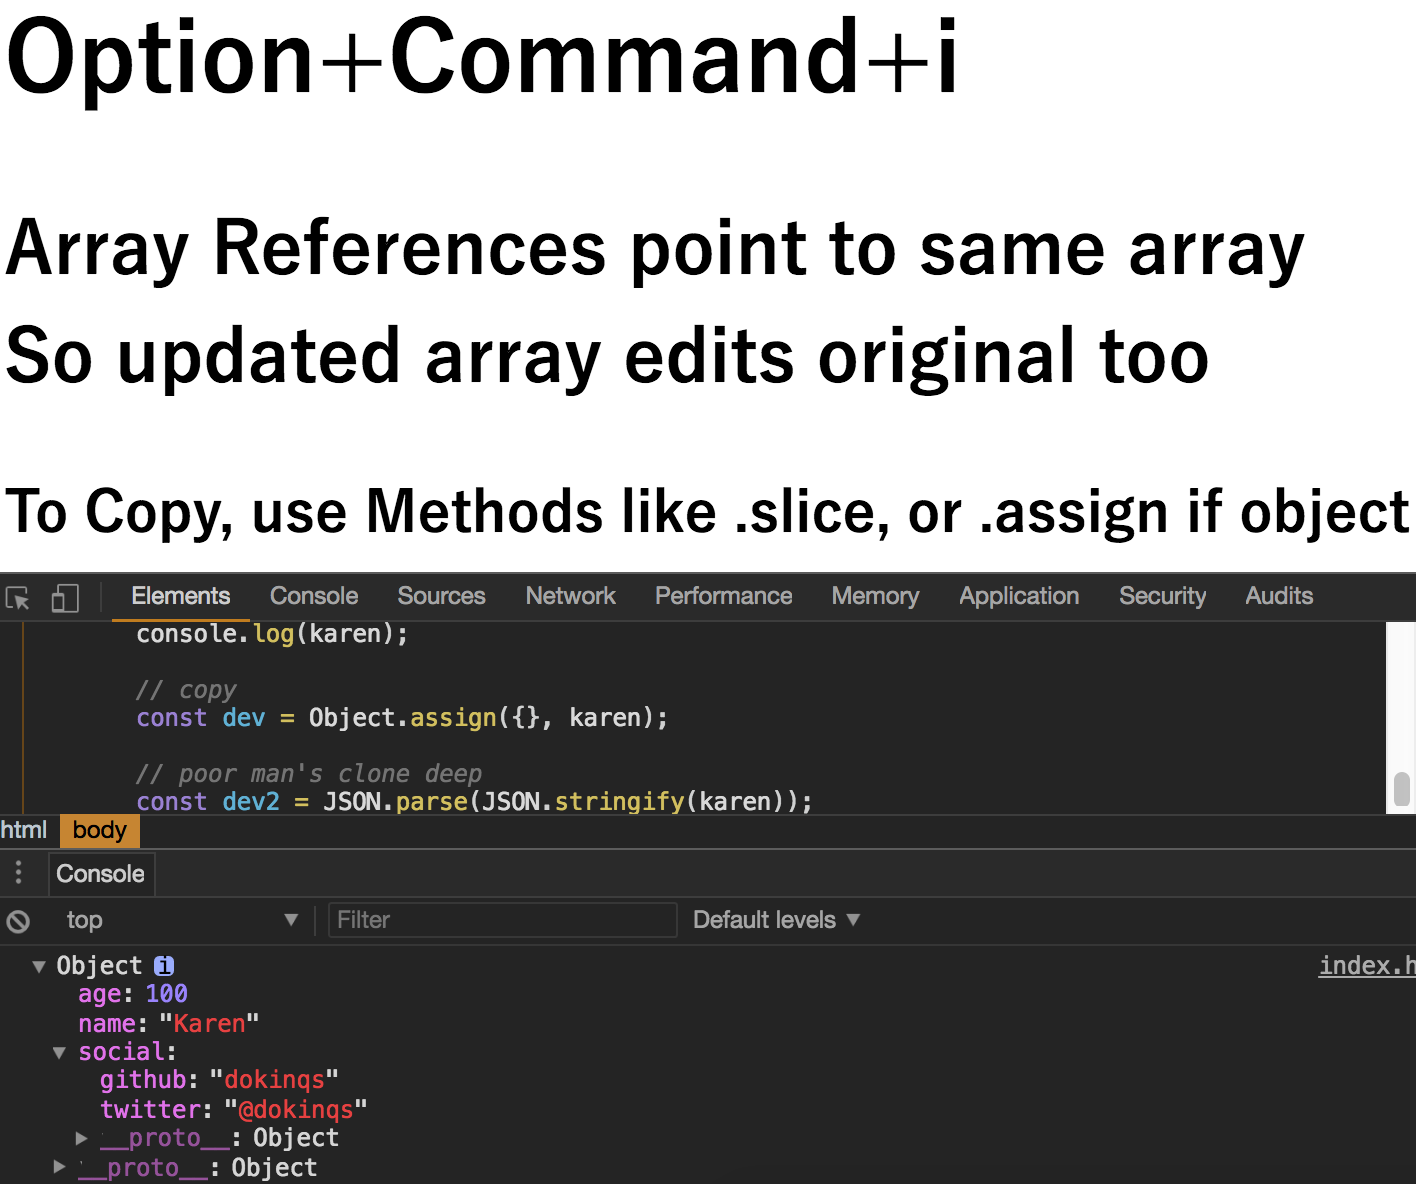 Option+Command+i
Array References point to same array
So updated array edits original too
To Copy, use Methods like .slice, or .assign if object
Elements Console Sources Network Performance Memory Application Security Audits
console.log(karen);
// copy
const dev = Object.assign({}, karen);
// poor man's clone deep
const dev2 = JSON.parse(JSON.stringify(karen));
html body
Console
top Filter Default levels
Object i index.h
age: 100
name: "Karen"
social:
github: "dokinqs"
twitter: "@dokinqs"
__proto__: Object
__proto__: Object